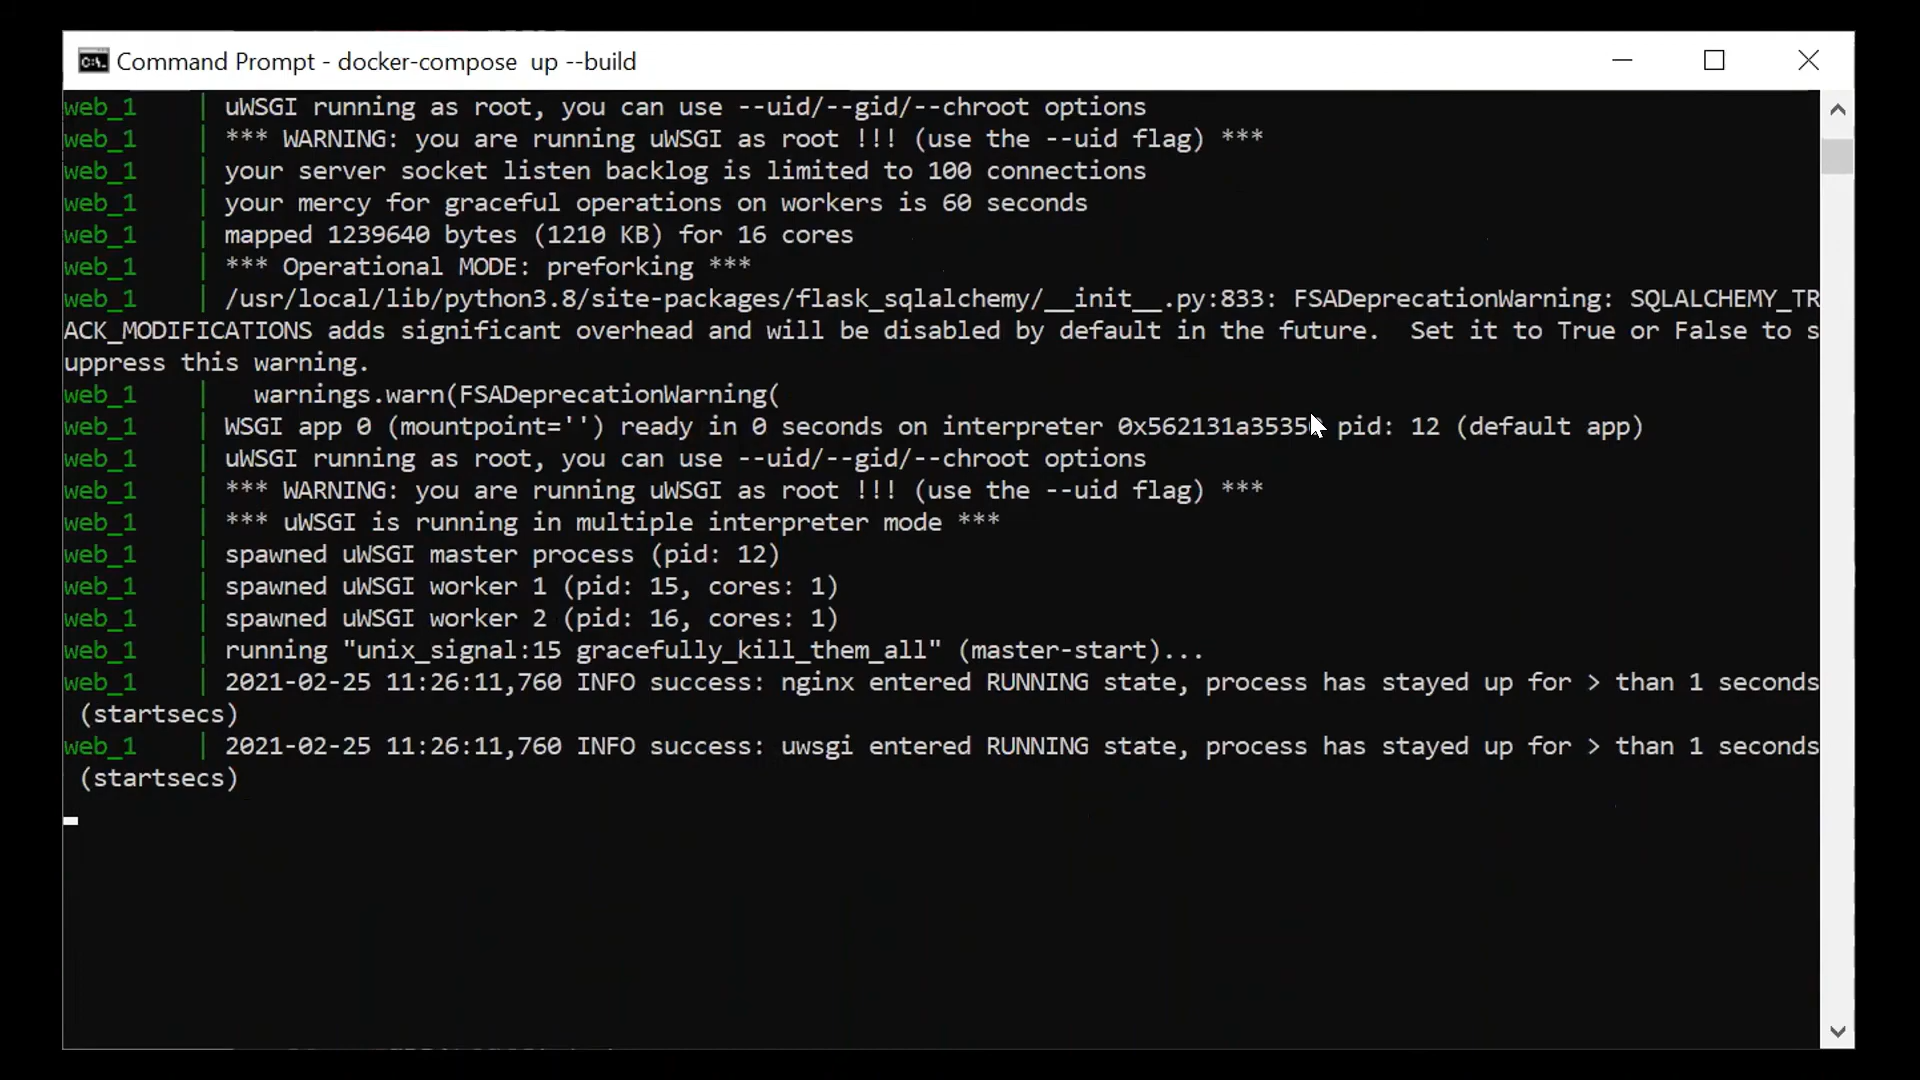 Command Prompt - docker-compose  up --build
web_1     | uWSGI running as root, you can use --uid/--gid/--chroot options
web_1     | *** WARNING: you are running uWSGI as root !!! (use the --uid flag) ***
web_1     | your server socket listen backlog is limited to 100 connections
web_1     | your mercy for graceful operations on workers is 60 seconds
web_1     | mapped 1239640 bytes (1210 KB) for 16 cores
web_1     | *** Operational MODE: preforking ***
web_1     | /usr/local/lib/python3.8/site-packages/flask_sqlalchemy/__init__.py:833: FSADeprecationWarning: SQLALCHEMY_TR
ACK_MODIFICATIONS adds significant overhead and will be disabled by default in the future.  Set it to True or False to s
uppress this warning.
web_1     |   warnings.warn(FSADeprecationWarning(
web_1     | WSGI app 0 (mountpoint='') ready in 0 seconds on interpreter pid: 12 (default app)
web_1     | uWSGI running as root, you can use --uid/--gid/--chroot options
web_1     | *** WARNING: you are running uWSGI as root !!! (use the --uid flag) ***
web_1     | *** uWSGI is running in multiple interpreter mode ***
web_1     | spawned uWSGI master process (pid: 12)
web_1     | spawned uWSGI worker 1 (pid: 15, cores: 1)
web_1     | spawned uWSGI worker 2 (pid: 16, cores: 1)
web_1     | running "unix_signal:15 gracefully_kill_them_all" (master-start)...
web_1     | 2021-02-25 11:26:11,760 INFO success: nginx entered RUNNING state, process has stayed up for > than 1 seconds
 (startsecs)
web_1     | 2021-02-25 11:26:11,760 INFO success: uwsgi entered RUNNING state, process has stayed up for > than 1 seconds
 (startsecs)